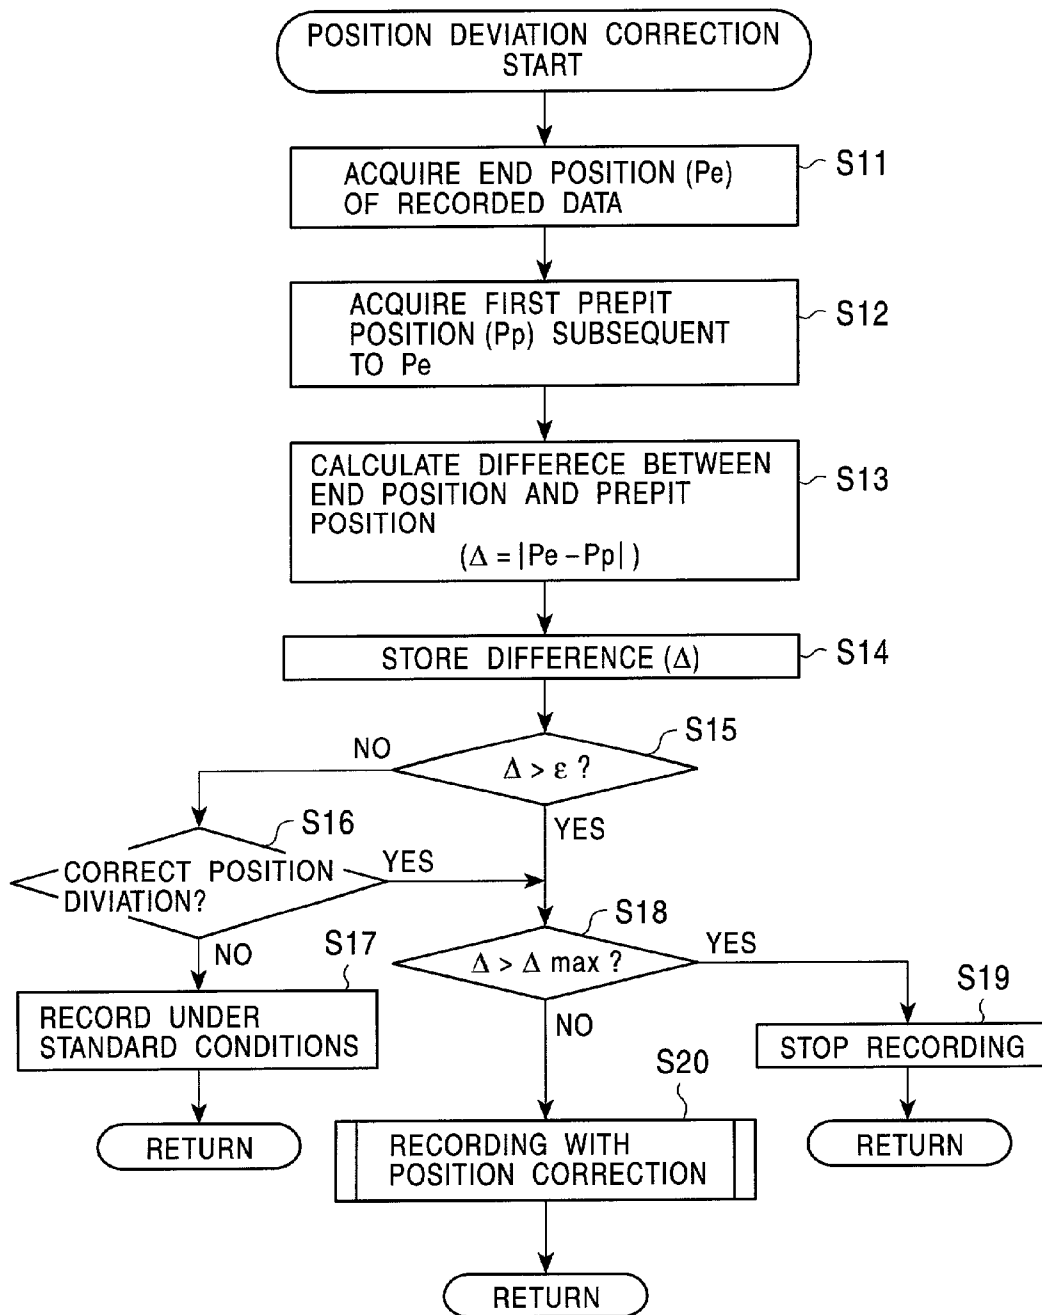 POSITION DEVIATION CORRECTION
START
S11
ACQUIRE END POSITION (Pe)
OF RECORDED DATA
S12
ACQUIRE FIRST PREPIT
POSITION (Pp) SUBSEQUENT
TO Pe
S13
CALCULATE DIFFERECE BETWEEN
END POSITION AND PREPIT
POSITION
(Δ = |Pe – Pp| )
S14
STORE DIFFERENCE (Δ)
S15
NO
Δ > ε ?
YES
S16
CORRECT POSITION
DIVIATION?
YES
NO
S18
Δ > Δ max ?
YES
NO
S17
RECORD UNDER
STANDARD CONDITIONS
S19
STOP RECORDING
S20
RECORDING WITH
POSITION CORRECTION
RETURN
RETURN
RETURN